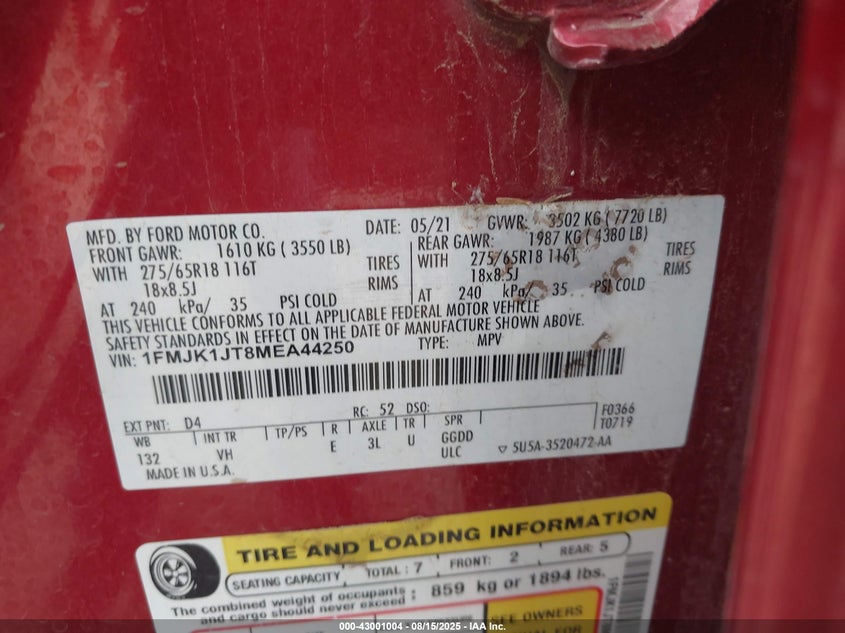 MFD. BY FORD MOTOR CO. DATE: 05/21 GVWR: 3502 KG ( 7720 LB)
FRONT GAWR: 1610 KG ( 3550 LB) REAR GAWR: 1987 KG ( 4380 LB)
WITH 275/65R18 116T TIRES WITH 275/65R18 116T TIRES
18x8.5J RIMS 18x8.5J RIMS
AT 240 kPa/ 35 PSI COLD AT 240 kPa/ 35 PSI COLD
THIS VEHICLE CONFORMS TO ALL APPLICABLE FEDERAL MOTOR VEHICLE
SAFETY STANDARDS IN EFFECT ON THE DATE OF MANUFACTURE SHOWN ABOVE.
VIN: 1FMJK1JT8MEA44250 TYPE: MPV
EXT PNT: D4 RC: 52 DSO: F0366
WB INT TR TP/PS R AXLE TR SPR T0719
132 VH E 3L U GGDD
ULC ▽ 5U5A-3520472-AA
MADE IN U.S.A.
TIRE AND LOADING INFORMATION
SEATING CAPACITY TOTAL : 7 FRONT: 2 REAR: 5
The combined weight of occupants
and cargo should never exceed : 859 kg or 1894 lbs.
SEE OWNERS
000-43001004 - 08/15/2025 - IAA Inc.